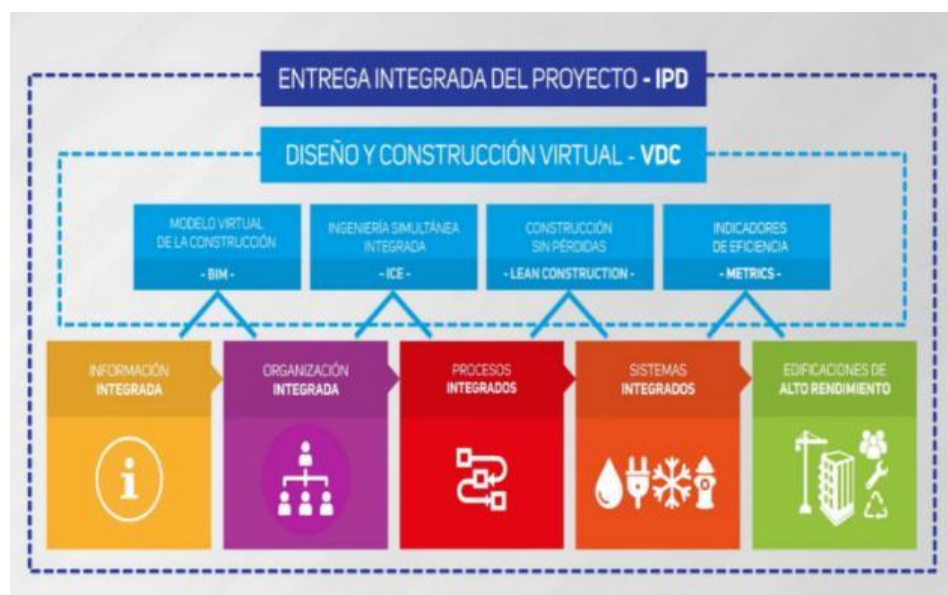 ENTREGA INTEGRADA DEL PROYECTO - IPD
DISEÑO Y CONSTRUCCIÓN VIRTUAL - VDC
MODELO VIRTUAL
DE LA CONSTRUCCIÓN
- BIM -
INGENIERÍA SIMULTÁNEA
INTEGRADA
- ICE -
CONSTRUCCIÓN
SIN PÉRDIDAS
- LEAN CONSTRUCTION -
INDICADORES
DE EFICIENCIA
- METRICS -
INFORMACIÓN
INTEGRADA
ORGANIZACIÓN
INTEGRADA
PROCESOS
INTEGRADOS
SISTEMAS
INTEGRADOS
EDIFICACIONES DE
ALTO RENDIMIENTO